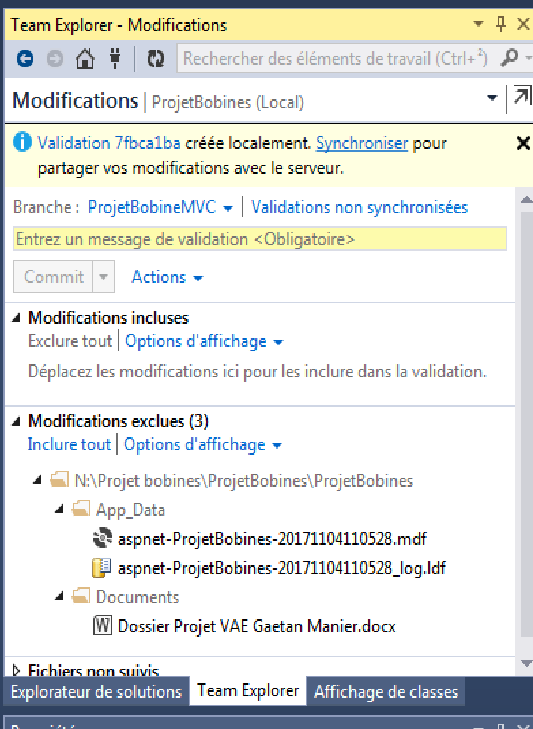 Team Explorer - Modifications
Rechercher des éléments de travail (Ctrl+²)
Modifications | ProjetBobines (Local)
Validation 7fbca1ba créée localement. Synchroniser pour
partager vos modifications avec le serveur.
Branche : ProjetBobineMVC | Validations non synchronisées
Entrez un message de validation <Obligatoire>
Commit Actions
Modifications incluses
Exclure tout | Options d'affichage
Déplacez les modifications ici pour les inclure dans la validation.
Modifications exclues (3)
Inclure tout | Options d'affichage
N:\Projet bobines\ProjetBobines\ProjetBobines
App_Data
aspnet-ProjetBobines-20171104110528.mdf
aspnet-ProjetBobines-20171104110528_log.ldf
Documents
Dossier Projet VAE Gaetan Manier.docx
Fichiers non suivis
Explorateur de solutions Team Explorer Affichage de classes